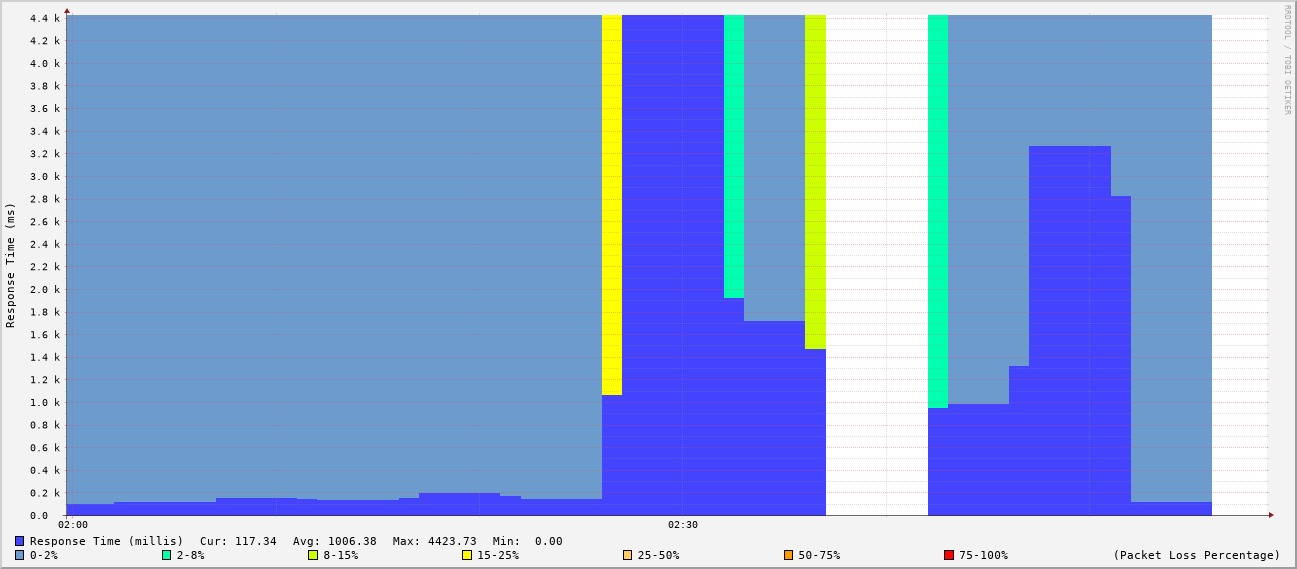 RRDTOOL / TOBI OETIKER
Response Time (ms)
4.4 k
4.2 k
4.0 k
3.8 k
3.6 k
3.4 k
3.2 k
3.0 k
2.8 k
2.6 k
2.4 k
2.2 k
2.0 k
1.8 k
1.6 k
1.4 k
1.2 k
1.0 k
0.8 k
0.6 k
0.4 k
0.2 k
0.0
02:00 02:30
Response Time (millis) Cur: 117.34 Avg: 1006.38 Max: 4423.73 Min: 0.00
0-2% 2-8% 8-15% 15-25% 25-50% 50-75% 75-100% (Packet Loss Percentage)